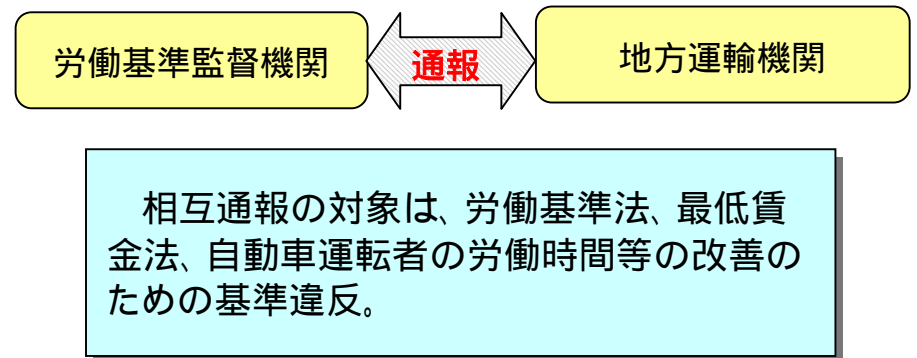 労働基準監督機関
通報
地方運輸機関
相互通報の対象は、労働基準法、最低賃
金法、自動車運転者の労働時間等の改善の
ための基準違反。